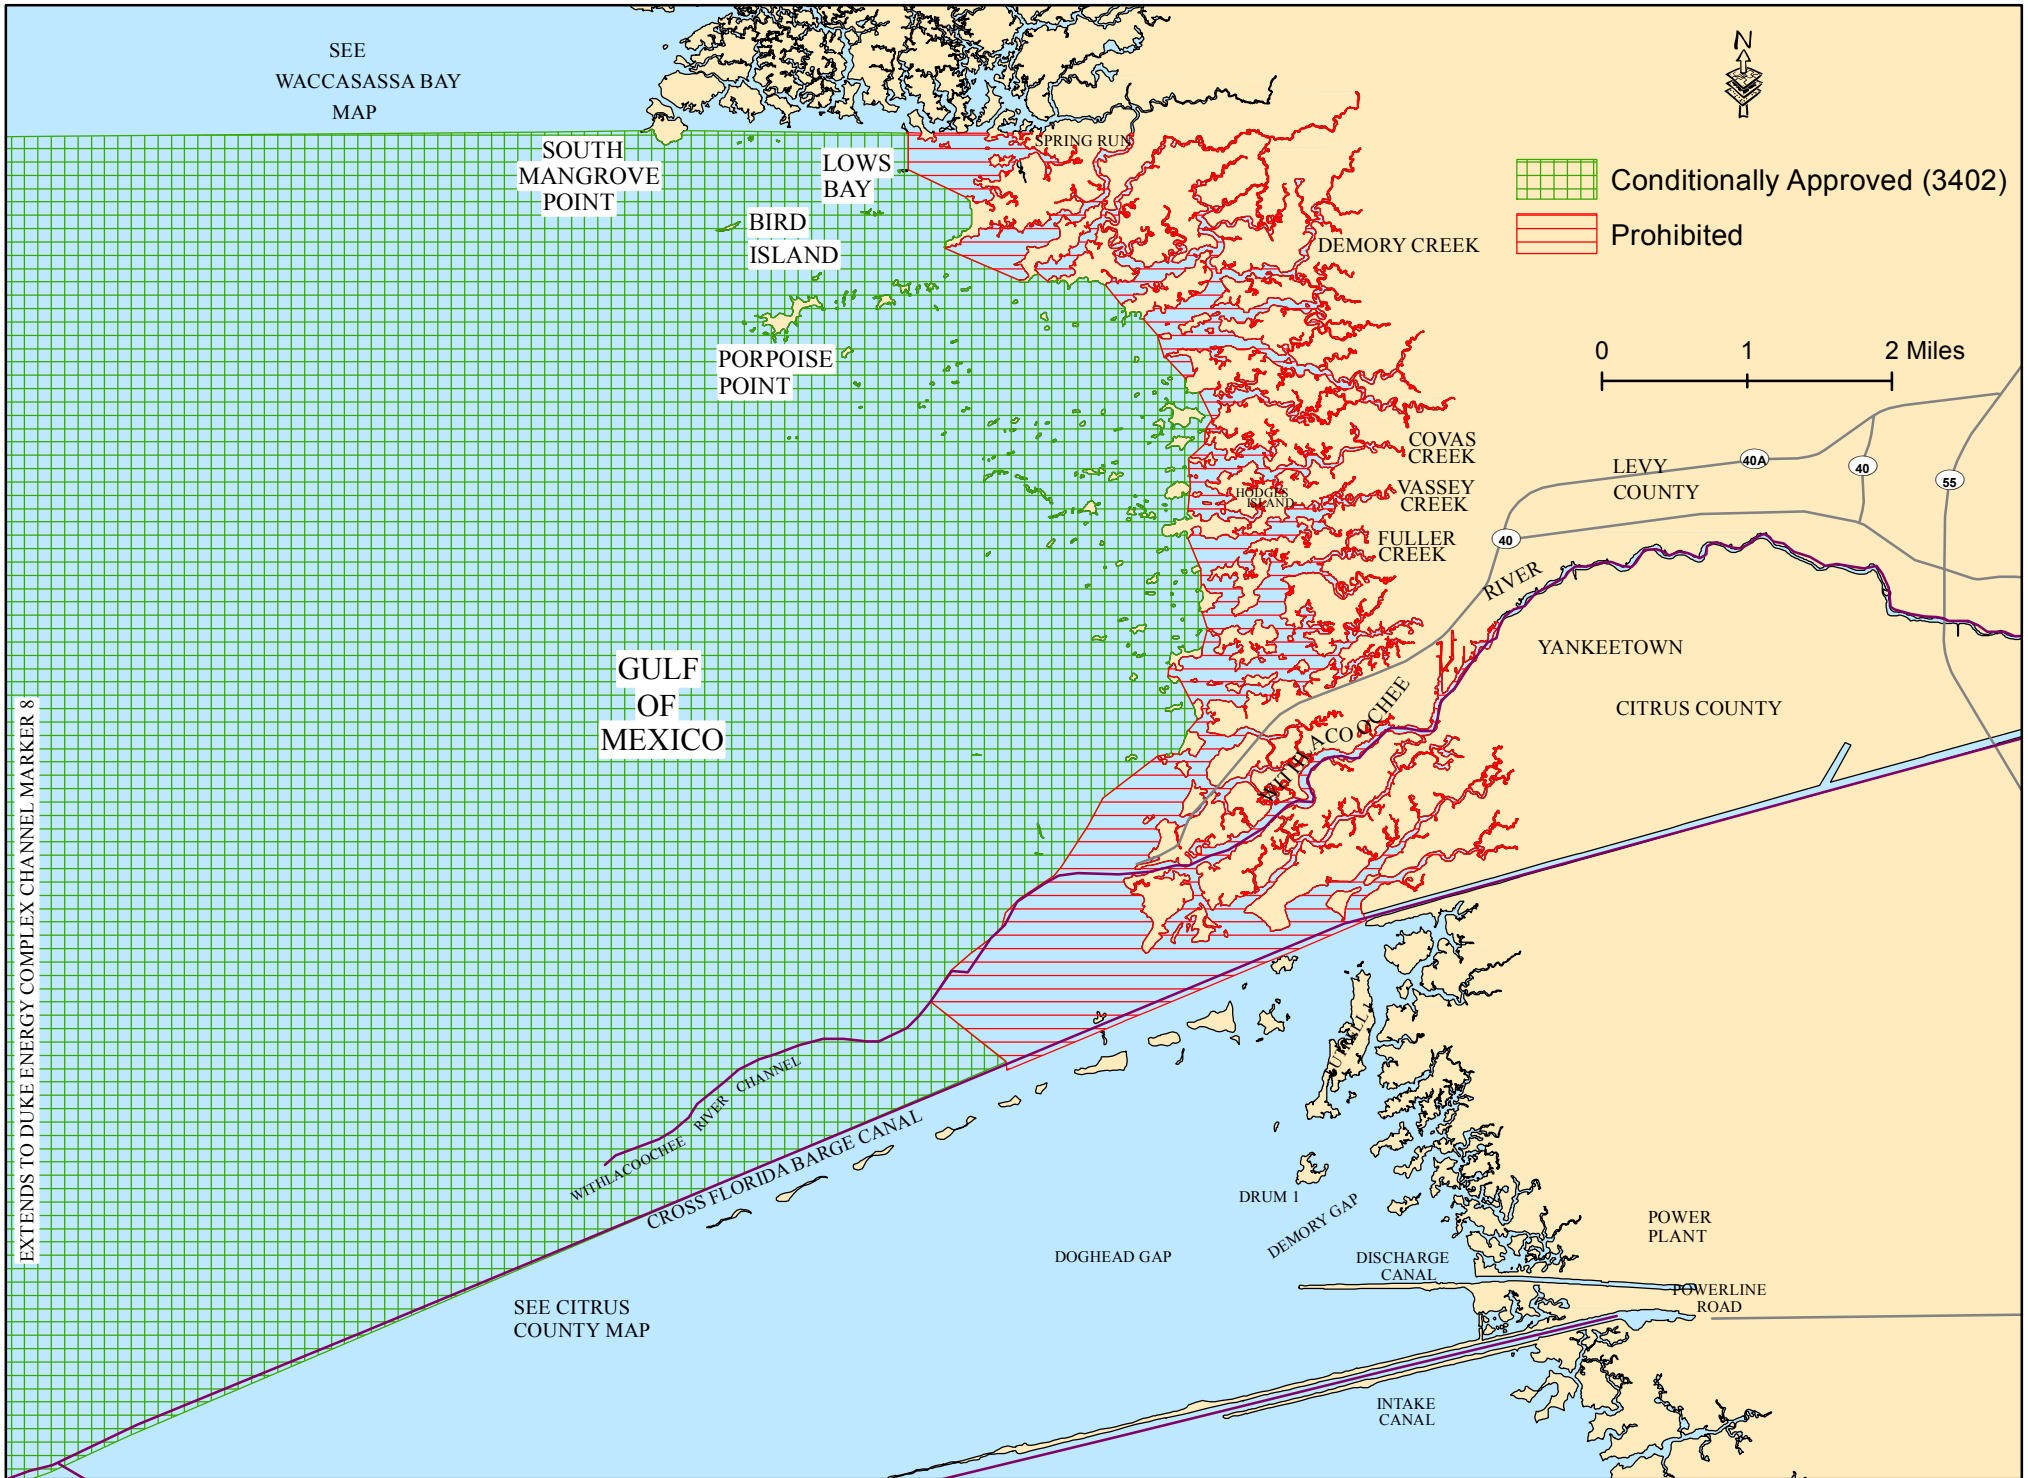 SEE
WACCASASSA BAY
MAP
N
SOUTH
MANGROVE
POINT
LOWS
BAY
SPRING RUN
Conditionally Approved (3402)
Prohibited
BIRD
ISLAND
DEMORY CREEK
PORPOISE
POINT
0 1 2 Miles
COVAS
CREEK
LEVY
COUNTY
40A
40
55
HODGES
ISLAND
VASSEY
CREEK
FULLER
CREEK
40
RIVER
YANKEETOWN
GULF
OF
MEXICO
WITHLACOOCHEE
CITRUS COUNTY
EXTENDS TO DUKE ENERGY COMPLEX CHANNEL MARKER 8
WITHLACOOCHEE RIVER CHANNEL
CROSS FLORIDA BARGE CANAL
DRUM 1
DEMORY GAP
DOGHEAD GAP
POWER
PLANT
DISCHARGE
CANAL
POWERLINE
ROAD
SEE CITRUS
COUNTY MAP
INTAKE
CANAL